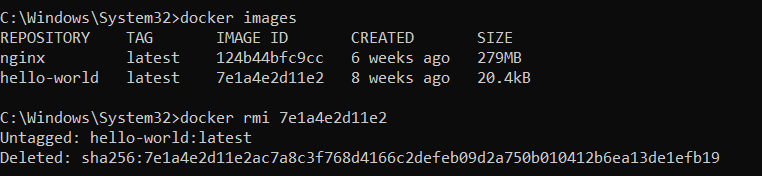 C:\Windows\System32>docker images
REPOSITORY    TAG       IMAGE ID       CREATED       SIZE
nginx         latest    124b44bfc9cc   6 weeks ago   279MB
hello-world   latest    7e1a4e2d11e2   8 weeks ago   20.4kB
C:\Windows\System32>docker rmi 7e1a4e2d11e2
Untagged: hello-world:latest
Deleted: sha256:7e1a4e2d11e2ac7a8c3f768d4166c2defeb09d2a750b010412b6ea13de1efb19